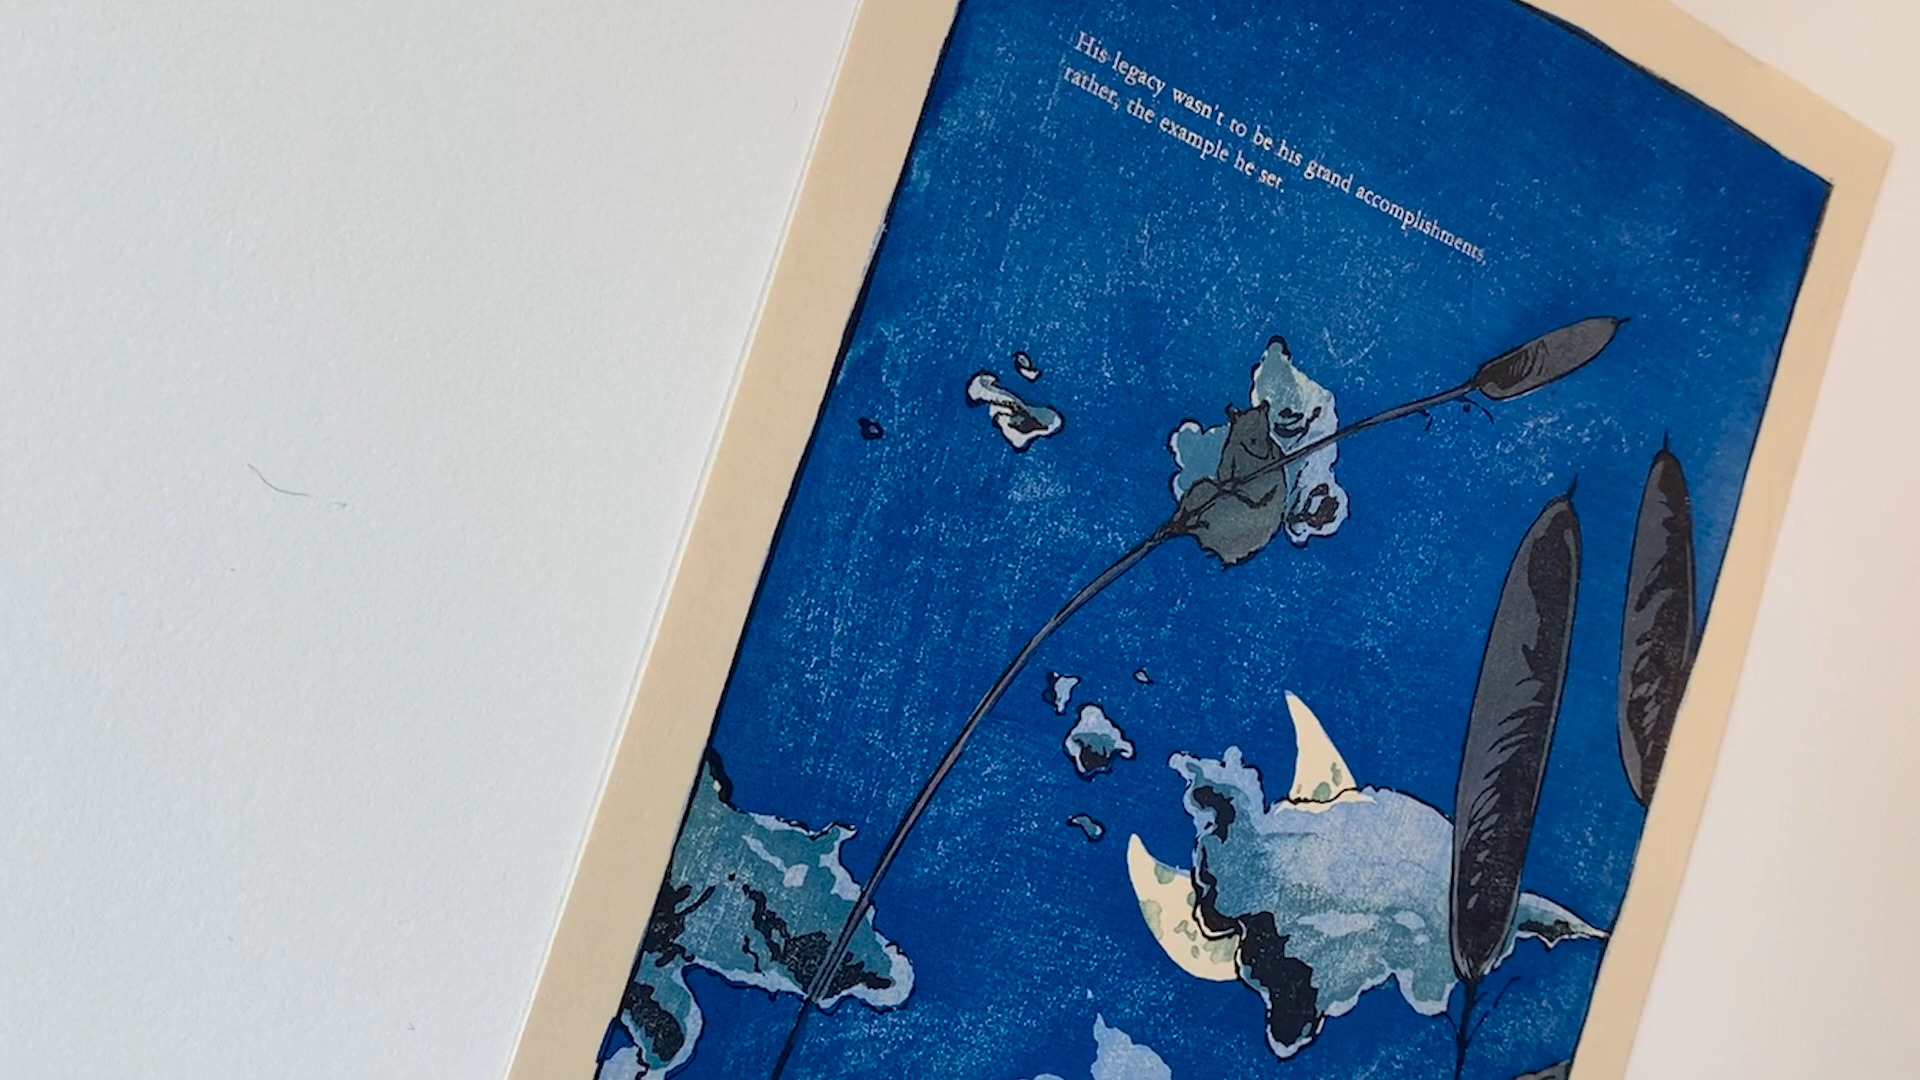 His legacy wasn't to be his grand accomplishments,
rather, the example he set.